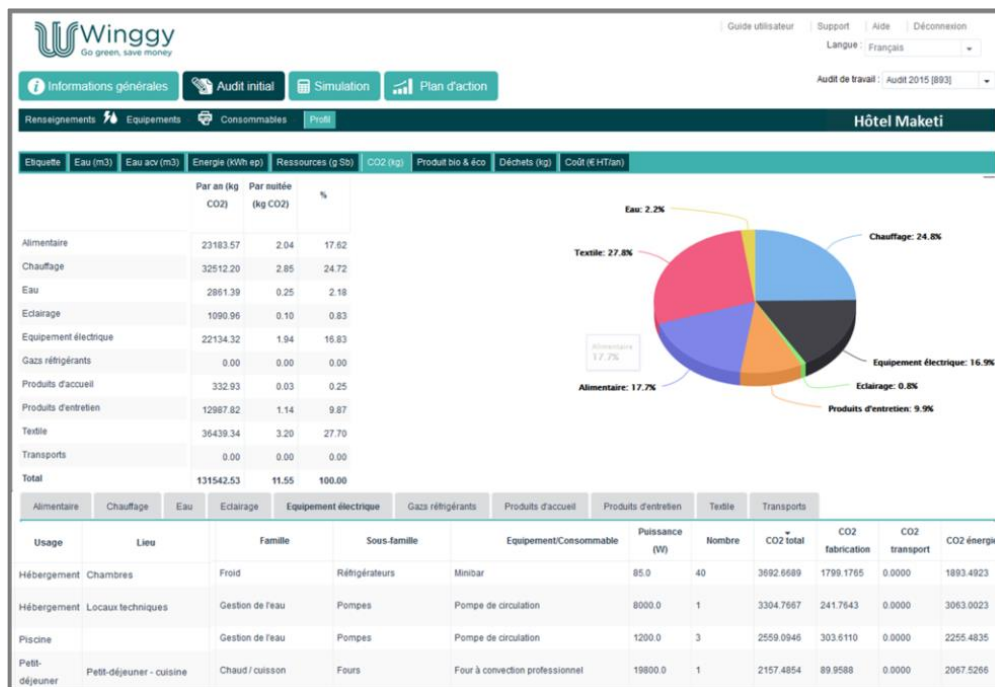 Winggy
Go green, save money
Guide utilisateur Support Aide Déconnexion
Langue : Français
Informations générales Audit initial Simulation Plan d'action
Audit de travail : Audit 2015 [893]
Renseignements Equipements Consommables Profil Hôtel Maketi
Etiquette Eau (m3) Eau acv (m3) Energie (kWh ep) Ressources (g Sb) CO2 (kg) Produit bio & éco Déchets (kg) Coût (€ HT/an)
Par an (kg CO2) Par nuitée (kg CO2) %
Alimentaire 23183.57 2.04 17.62
Chauffage 32512.20 2.85 24.72
Eau 2861.39 0.25 2.18
Eclairage 1090.96 0.10 0.83
Equipement électrique 22134.32 1.94 16.83
Gazs réfrigérants 0.00 0.00 0.00
Produits d'accueil 332.93 0.03 0.25
Produits d'entretien 12987.82 1.14 9.87
Textile 36439.34 3.20 27.70
Transports 0.00 0.00 0.00
Total 131542.53 11.55 100.00
Eau: 2.2%
Chauffage: 24.8%
Textile: 27.8%
Alimentaire
17.7%
Equipement électrique: 16.9%
Alimentaire: 17.7%
Eclairage: 0.8%
Produits d'entretien: 9.9%
Alimentaire Chauffage Eau Eclairage Equipement électrique Gazs réfrigérants Produits d'accueil Produits d'entretien Textile Transports
Usage Lieu Famille Sous-famille Equipement/Consommable Puissance (W) Nombre CO2 total CO2 fabrication CO2 transport CO2 énergie
Hébergement Chambres Froid Réfrigérateurs Minibar 85.0 40 3692.6689 1799.1765 0.0000 1893.4923
Hébergement Locaux techniques Gestion de l'eau Pompes Pompe de circulation 8000.0 1 3304.7667 241.7643 0.0000 3063.0023
Piscine Gestion de l'eau Pompes Pompe de circulation 1200.0 3 2559.0946 303.6110 0.0000 2255.4835
Petit-déjeuner Petit-déjeuner - cuisine Chaud / cuisson Fours Four à convection professionnel 19800.0 1 2157.4854 89.9588 0.0000 2067.5266